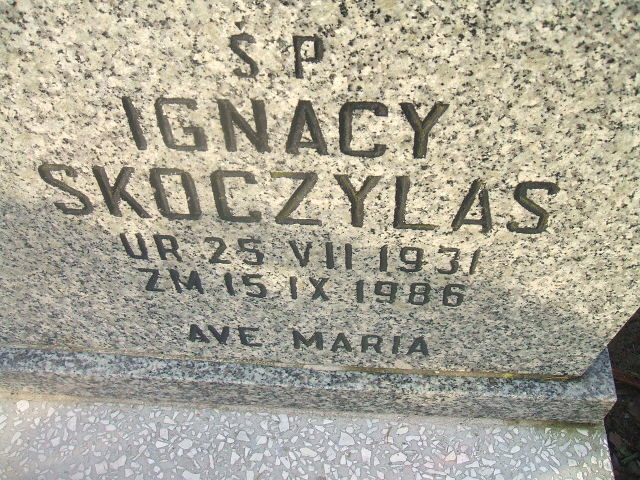 Ś P
IGNACY
SKOCZYLAS
UR 25 VII 1931
ZM 15 IX 1986
AVE MARIA